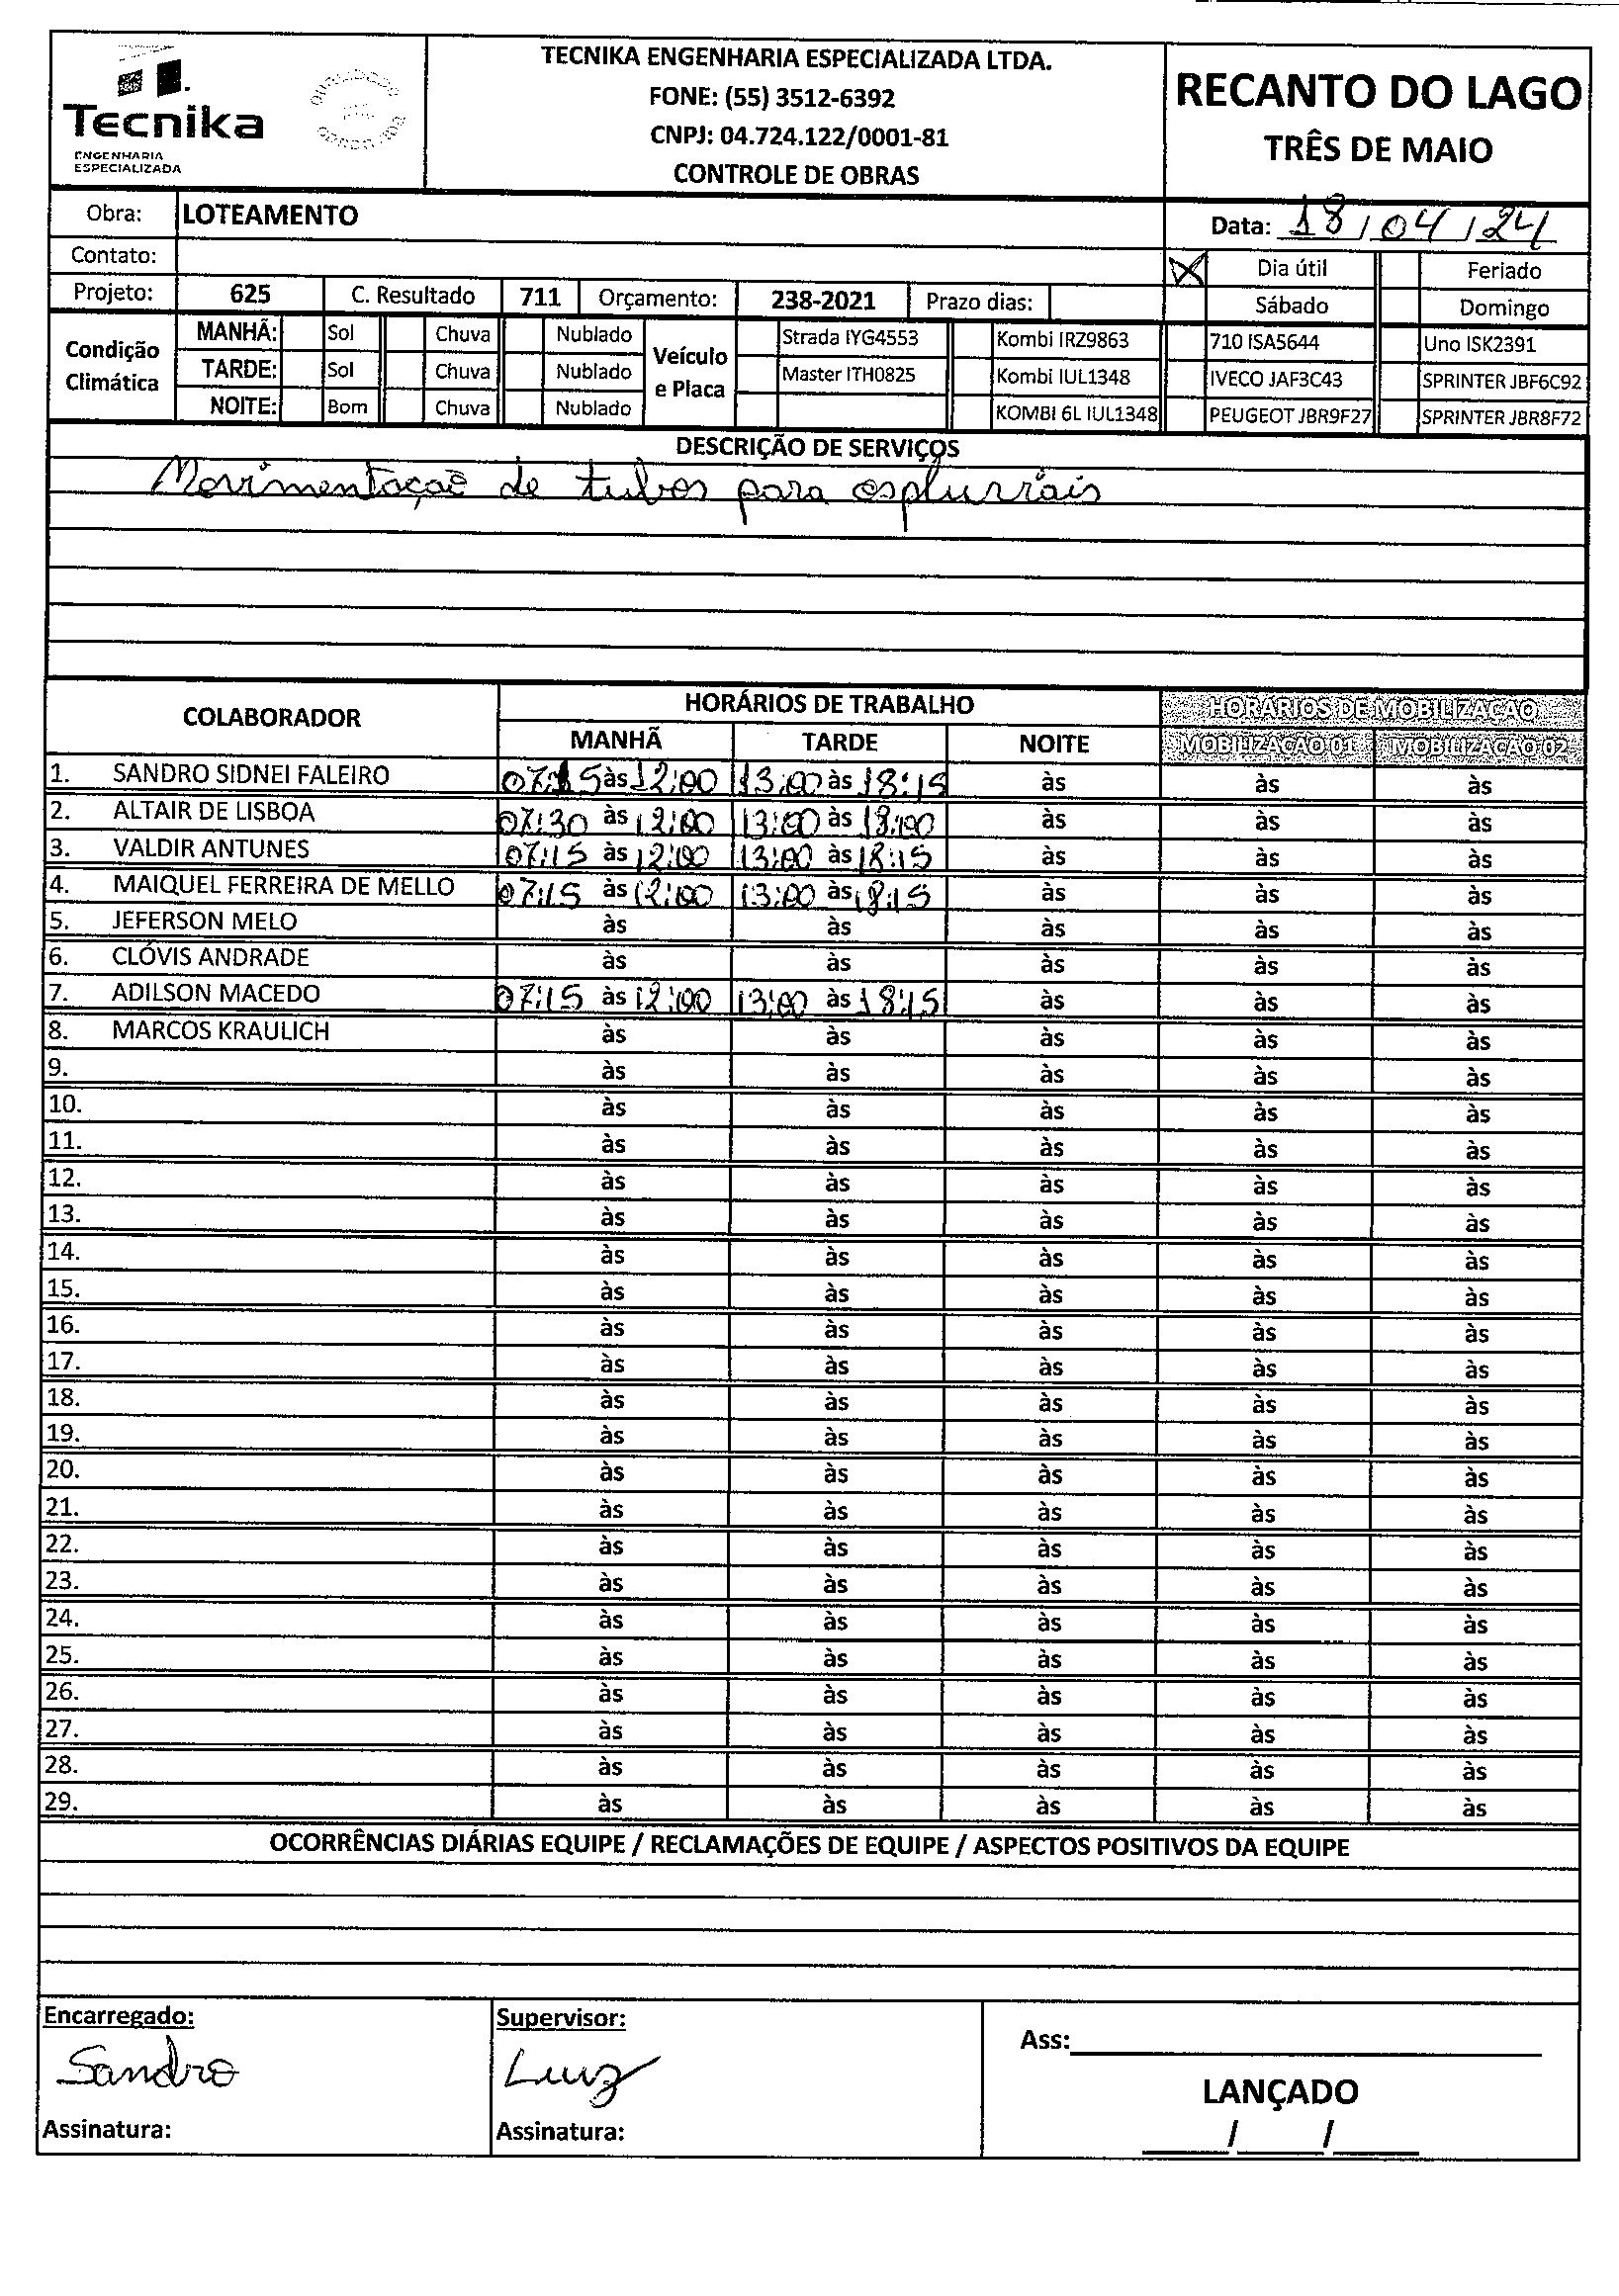 TECNIKA ENGENHARIA ESPECIALIZADA LTDA.
FONE: (55) 3512-6392
CNPJ: 04.724.122/0001-81
CONTROLE DE OBRAS
Tecnika
ENGENHARIA
ESPECIALIZADA
RECANTO DO LAGO
TRÊS DE MAIO
Obra: LOTEAMENTO
Data: 18/04/24
Contato:
X Dia útil Feriado
Projeto: 625 C. Resultado 711 Orçamento: 238-2021 Prazo dias:
Sábado Domingo
Condição Climática
MANHÃ: Sol Chuva Nublado
TARDE: Sol Chuva Nublado
NOITE: Bom Chuva Nublado
Veículo e Placa
Strada IYG4553 Kombi IRZ9863 710 ISA5644 Uno ISK2391
Master ITH0825 Kombi IUL1348 IVECO JAF3C43 SPRINTER JBF6C92
KOMBI 6L IUL1348 PEUGEOT JBR9F27 SPRINTER JBR8F72
DESCRIÇÃO DE SERVIÇOS
Movimentação de tubos para
COLABORADOR HORÁRIOS DE TRABALHO HORÁRIOS DE MOBILIZAÇÃO
MANHÃ TARDE NOITE MOBILIZAÇÃO 01 MOBILIZAÇÃO 02
1. SANDRO SIDNEI FALEIRO 07:15 às 12:00 13:00 às 18:15 às às às
2. ALTAIR DE LISBOA 07:30 às 12:00 13:00 às 18:00 às às às
3. VALDIR ANTUNES 07:15 às 12:00 13:00 às 18:15 às às às
4. MAIQUEL FERREIRA DE MELLO 07:15 às 12:00 13:00 às 18:15 às às às
5. JEFERSON MELO às às às às às
6. CLÓVIS ANDRADE às às às às às
7. ADILSON MACEDO 07:15 às 12:00 13:00 às 18:15 às às às
8. MARCOS KRAULICH às às às às às
9. às às às às às
10. às às às às às
11. às às às às às
12. às às às às às
13. às às às às às
14. às às às às às
15. às às às às às
16. às às às às às
17. às às às às às
18. às às às às às
19. às às às às às
20. às às às às às
21. às às às às às
22. às às às às às
23. às às às às às
24. às às às às às
25. às às às às às
26. às às às às às
27. às às às às às
28. às às às às às
29. às às às às às
OCORRÊNCIAS DIÁRIAS EQUIPE / RECLAMAÇÕES DE EQUIPE / ASPECTOS POSITIVOS DA EQUIPE
Encarregado:
Sandro
Assinatura:
Supervisor:
Luiz
Assinatura:
Ass:
LANÇADO
/ /